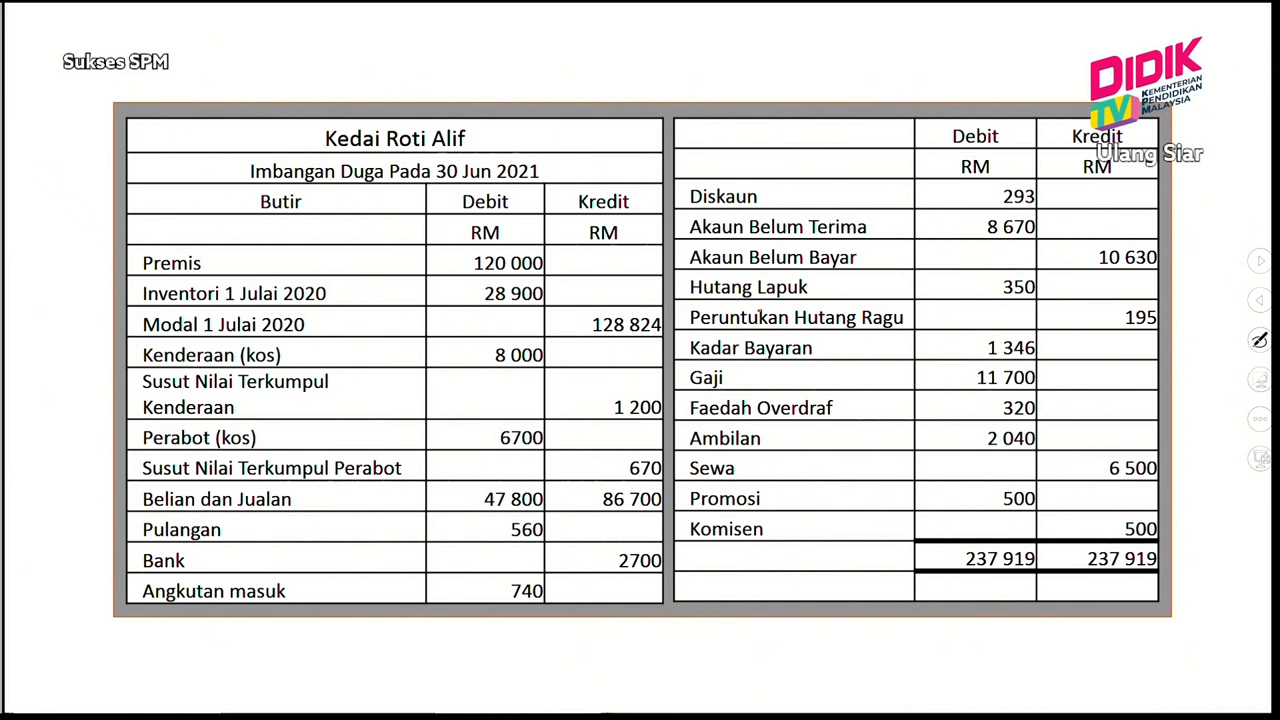 Sukses SPM
DIDIK
TV
KEMENTERIAN
PENDIDIKAN
MALAYSIA
Ulang Siar
Kedai Roti Alif
Imbangan Duga Pada 30 Jun 2021
Butir Debit Kredit
RM RM
Premis 120 000
Inventori 1 Julai 2020 28 900
Modal 1 Julai 2020 128 824
Kenderaan (kos) 8 000
Susut Nilai Terkumpul
Kenderaan 1 200
Perabot (kos) 6700
Susut Nilai Terkumpul Perabot 670
Belian dan Jualan 47 800 86 700
Pulangan 560
Bank 2700
Angkutan masuk 740
Debit Kredit
RM RM
Diskaun 293
Akaun Belum Terima 8 670
Akaun Belum Bayar 10 630
Hutang Lapuk 350
Peruntukan Hutang Ragu 195
Kadar Bayaran 1 346
Gaji 11 700
Faedah Overdraf 320
Ambilan 2 040
Sewa 6 500
Promosi 500
Komisen 500
237 919 237 919